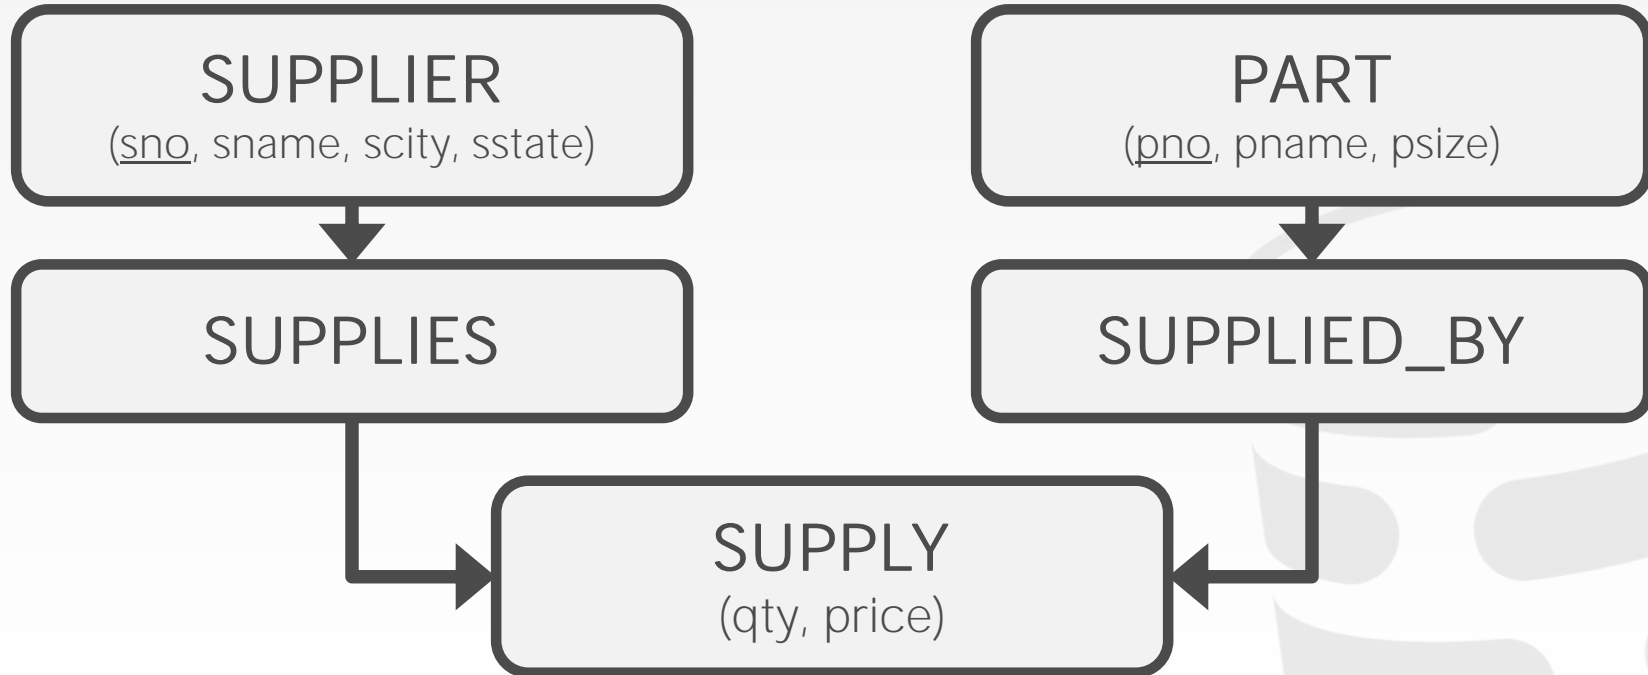 SUPPLIER
(sno, sname, scity, sstate)
PART
(pno, pname, psize)
SUPPLIES
SUPPLIED_BY
SUPPLY
(qty, price)